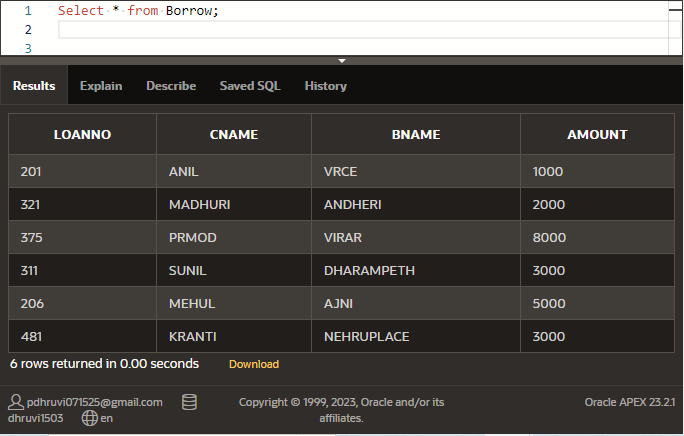 1 Select * from Borrow;
2
3
Results Explain Describe Saved SQL History
LOANNO CNAME BNAME AMOUNT
201 ANIL VRCE 1000
321 MADHURI ANDHERI 2000
375 PRMOD VIRAR 8000
311 SUNIL DHARAMPETH 3000
206 MEHUL AJNI 5000
481 KRANTI NEHRUPLACE 3000
6 rows returned in 0.00 seconds Download
pdhruvi071525@gmail.com Copyright © 1999, 2023, Oracle and/or its Oracle APEX 23.2.1
dhruvi1503 en affiliates.